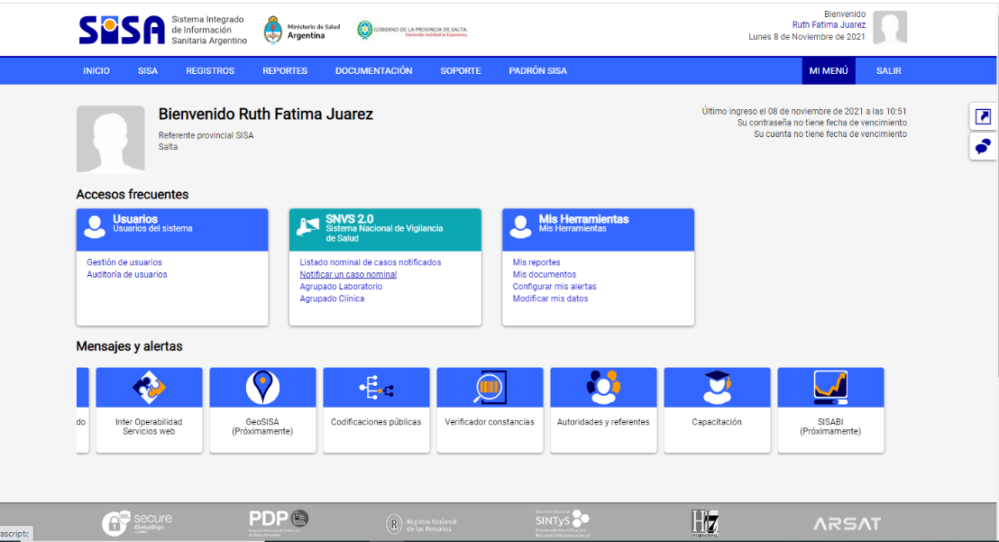 SISA
Sistema Integrado
de Información
Sanitaria Argentino
Ministerio de Salud
Argentina
GOBIERNO DE LA PROVINCIA DE SALTA.
Haciendo realidad la Esperanza.
Bienvenido
Ruth Fatima Juarez
Lunes 8 de Noviembre de 2021
INICIO SISA REGISTROS REPORTES DOCUMENTACIÓN SOPORTE PADRÓN SISA MI MENÚ SALIR
Bienvenido Ruth Fatima Juarez
Referente provincial SISA
Salta
Último ingreso el 08 de noviembre de 2021 a las 10:51
Su contraseña no tiene fecha de vencimiento
Su cuenta no tiene fecha de vencimiento
Accesos frecuentes
Usuarios
Usuarios del sistema
Gestión de usuarios
Auditoría de usuarios
SNVS 2.0
Sistema Nacional de Vigilancia
de Salud
Listado nominal de casos notificados
Notificar un caso nominal
Agrupado Laboratorio
Agrupado Clínica
Mis Herramientas
Mis Herramientas
Mis reportes
Mis documentos
Configurar mis alertas
Modificar mis datos
Mensajes y alertas
do
Inter Operabilidad
Servicios web
GeoSISA
(Próximamente)
Codificaciones públicas
Verificador constancias
Autoridades y referentes
Capacitación
SISABI
(Próximamente)
SSL
secure
GlobalSign
PDP
R
Registro Nacional
de las Personas
SINTyS
H7
INTERNATIONAL
ARSAT
ascript:;